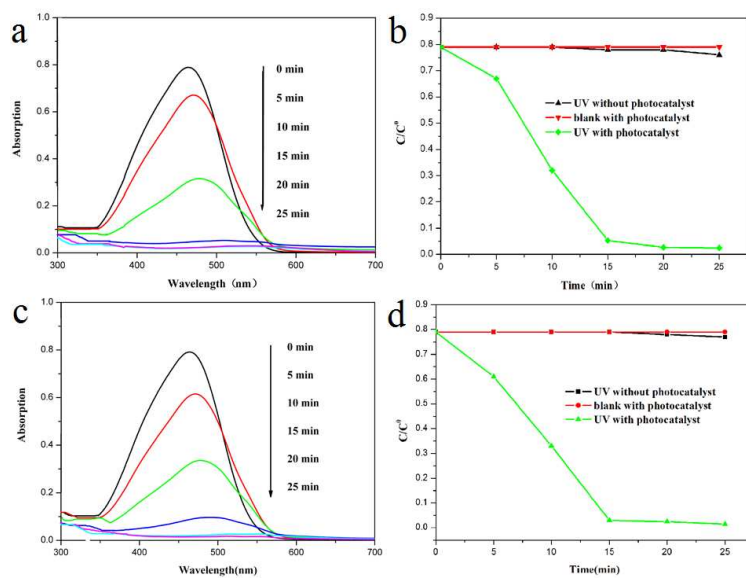 a
1.0
0.8
0.6
0.4
0.2
0.0
Absorption
0 min
5 min
10 min
15 min
20 min
25 min
300 400 500 600 700
Wavelength (nm)
b
0.9
0.8
0.7
0.6
0.5
0.4
0.3
0.2
0.1
0.0
C/C⁰
UV without photocatalyst
blank with photocatalyst
UV with photocatalyst
0 5 10 15 20 25
Time (min)
c
1.0
0.8
0.6
0.4
0.2
0.0
Absorption
0 min
5 min
10 min
15 min
20 min
25 min
300 400 500 600 700
Wavelength(nm)
d
0.9
0.8
0.7
0.6
0.5
0.4
0.3
0.2
0.1
0.0
C/C⁰
UV without photocatalyst
blank with photocatalyst
UV with photocatalyst
0 5 10 15 20 25
Time(min)